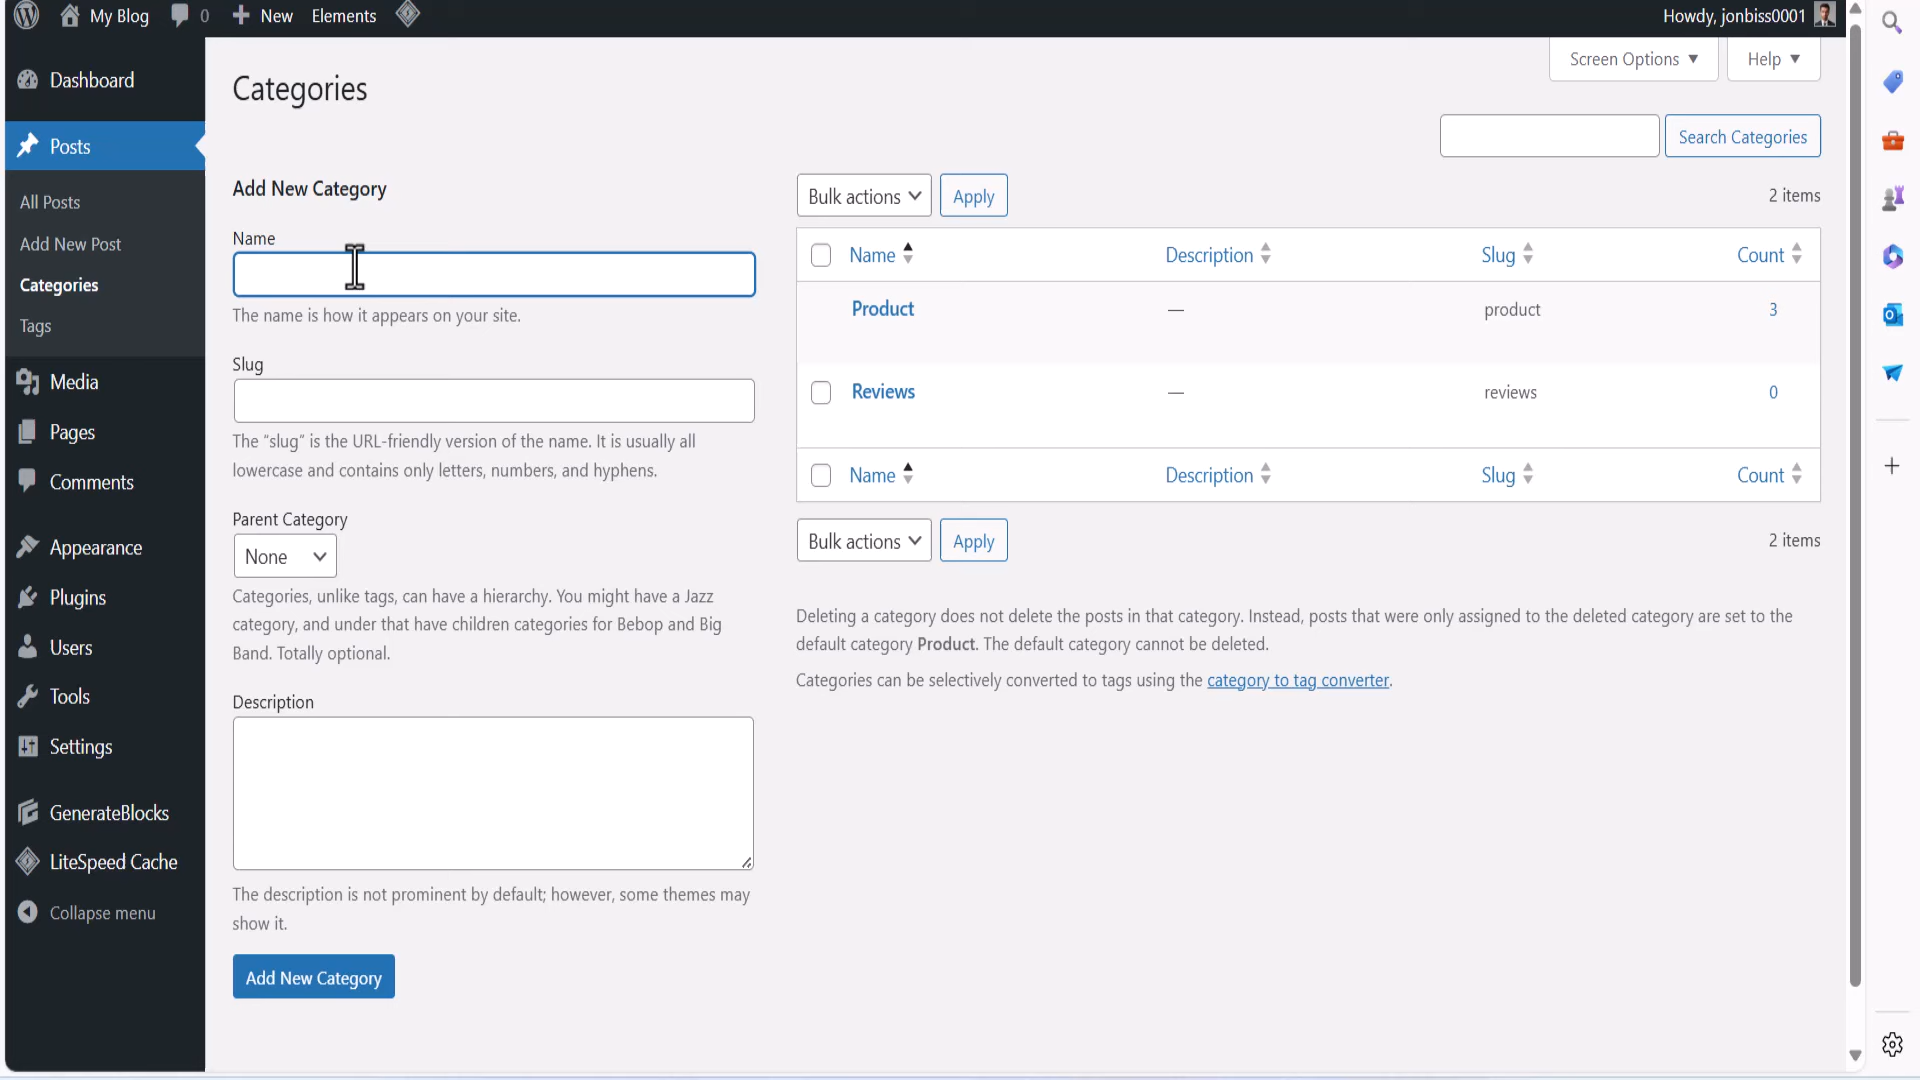 My Blog
0
New
Elements
Howdy, jonbiss0001
Dashboard
Posts
All Posts
Add New Post
Categories
Tags
Media
Pages
Comments
Appearance
Plugins
Users
Tools
Settings
GenerateBlocks
LiteSpeed Cache
Collapse menu
Screen Options
Help
Categories
Search Categories
Add New Category
Name
The name is how it appears on your site.
Slug
The “slug” is the URL-friendly version of the name. It is usually all
lowercase and contains only letters, numbers, and hyphens.
Parent Category
None
Categories, unlike tags, can have a hierarchy. You might have a Jazz
category, and under that have children categories for Bebop and Big
Band. Totally optional.
Description
The description is not prominent by default; however, some themes may
show it.
Add New Category
Bulk actions
Apply
2 items
Name Description Slug Count
Product — product 3
Reviews — reviews 0
Name Description Slug Count
Bulk actions
Apply
2 items
Deleting a category does not delete the posts in that category. Instead, posts that were only assigned to the deleted category are set to the
default category Product. The default category cannot be deleted.
Categories can be selectively converted to tags using the category to tag converter.